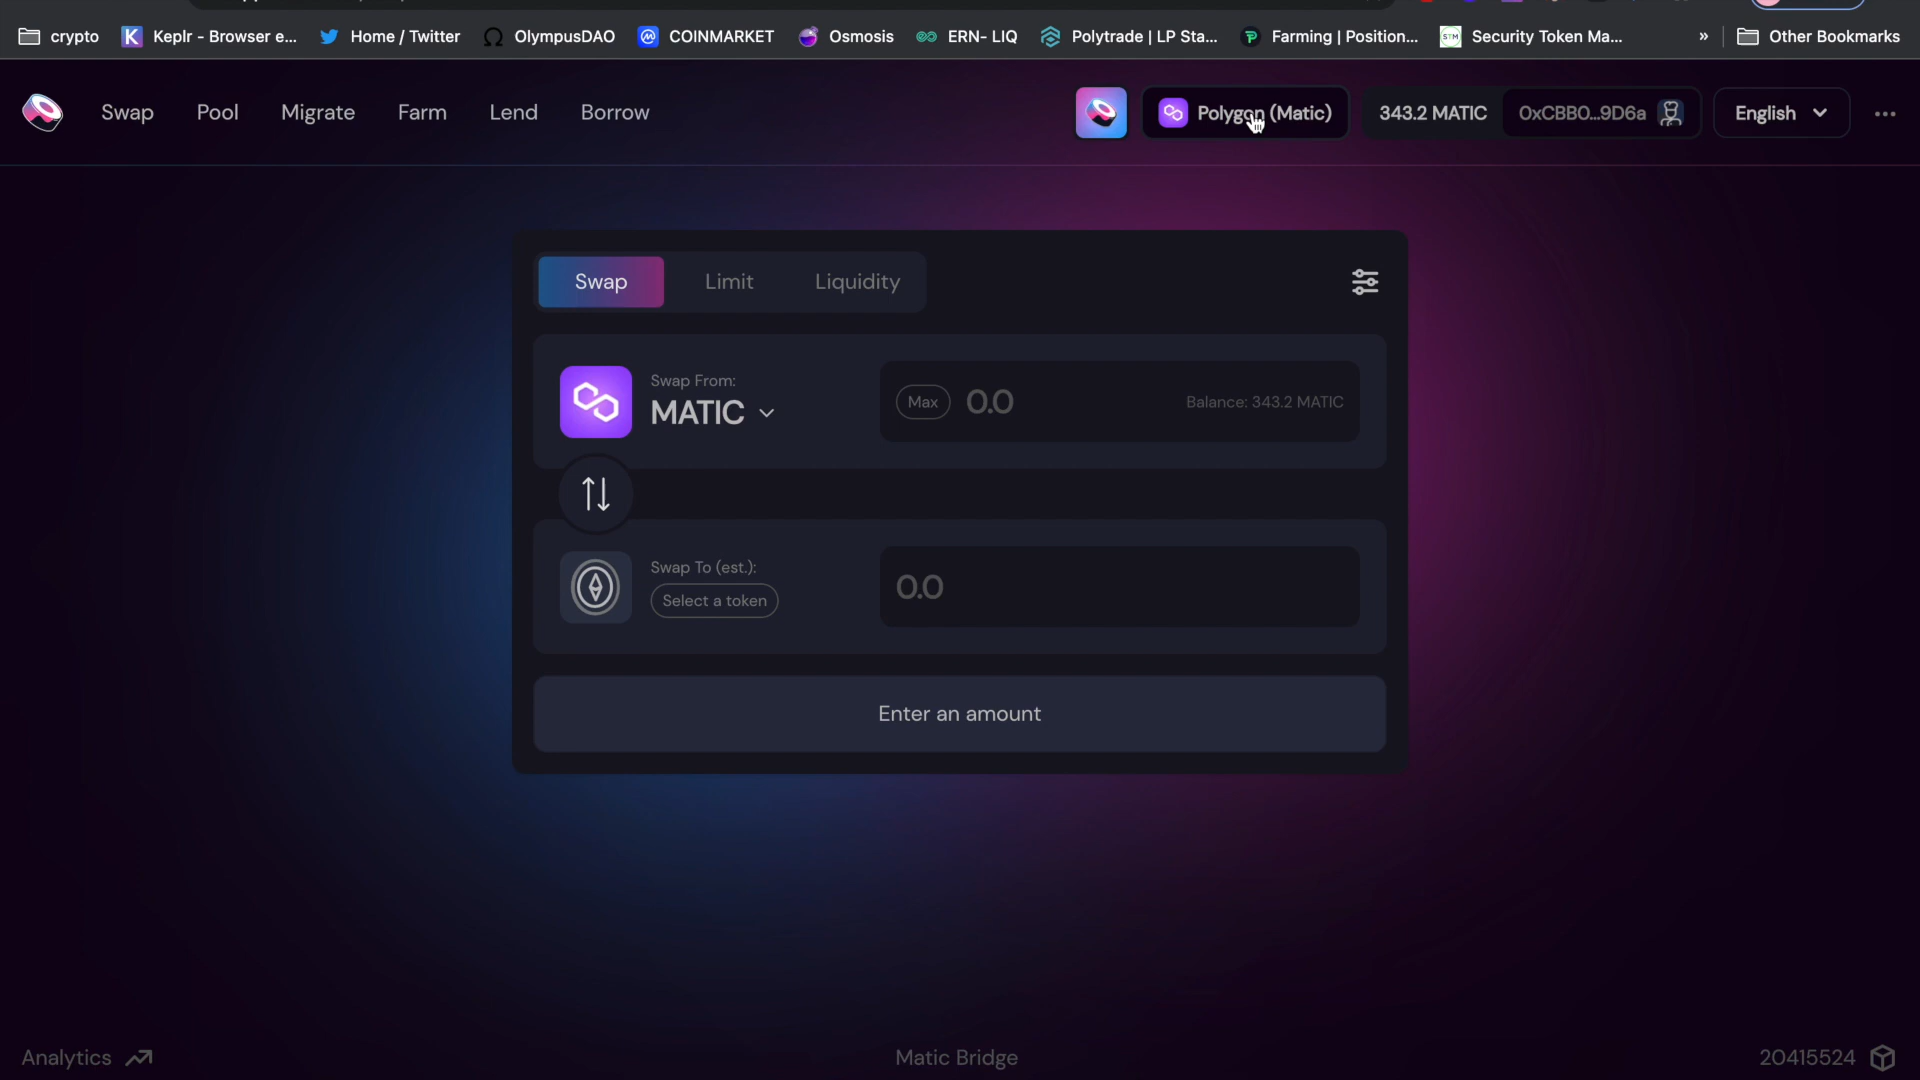 crypto Keplr - Browser e... Home / Twitter OlympusDAO COINMARKET Osmosis ERN- LIQ Polytrade | LP Sta... Farming | Position... STM Security Token Ma... » Other Bookmarks
Swap Pool Migrate Farm Lend Borrow Polygon (Matic) 343.2 MATIC 0xCBB0...9D6a English
Swap Limit Liquidity
Swap From:
MATIC Max 0.0 Balance: 343.2 MATIC
Swap To (est.):
Select a token 0.0
Enter an amount
Analytics Matic Bridge 20415524